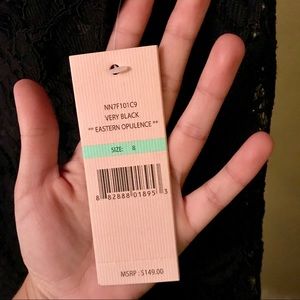 NN7F101C9
VERY BLACK
** EASTERN OPULENCE **
SIZE: 8
8 82888 01895 3
MSRP : $149.00